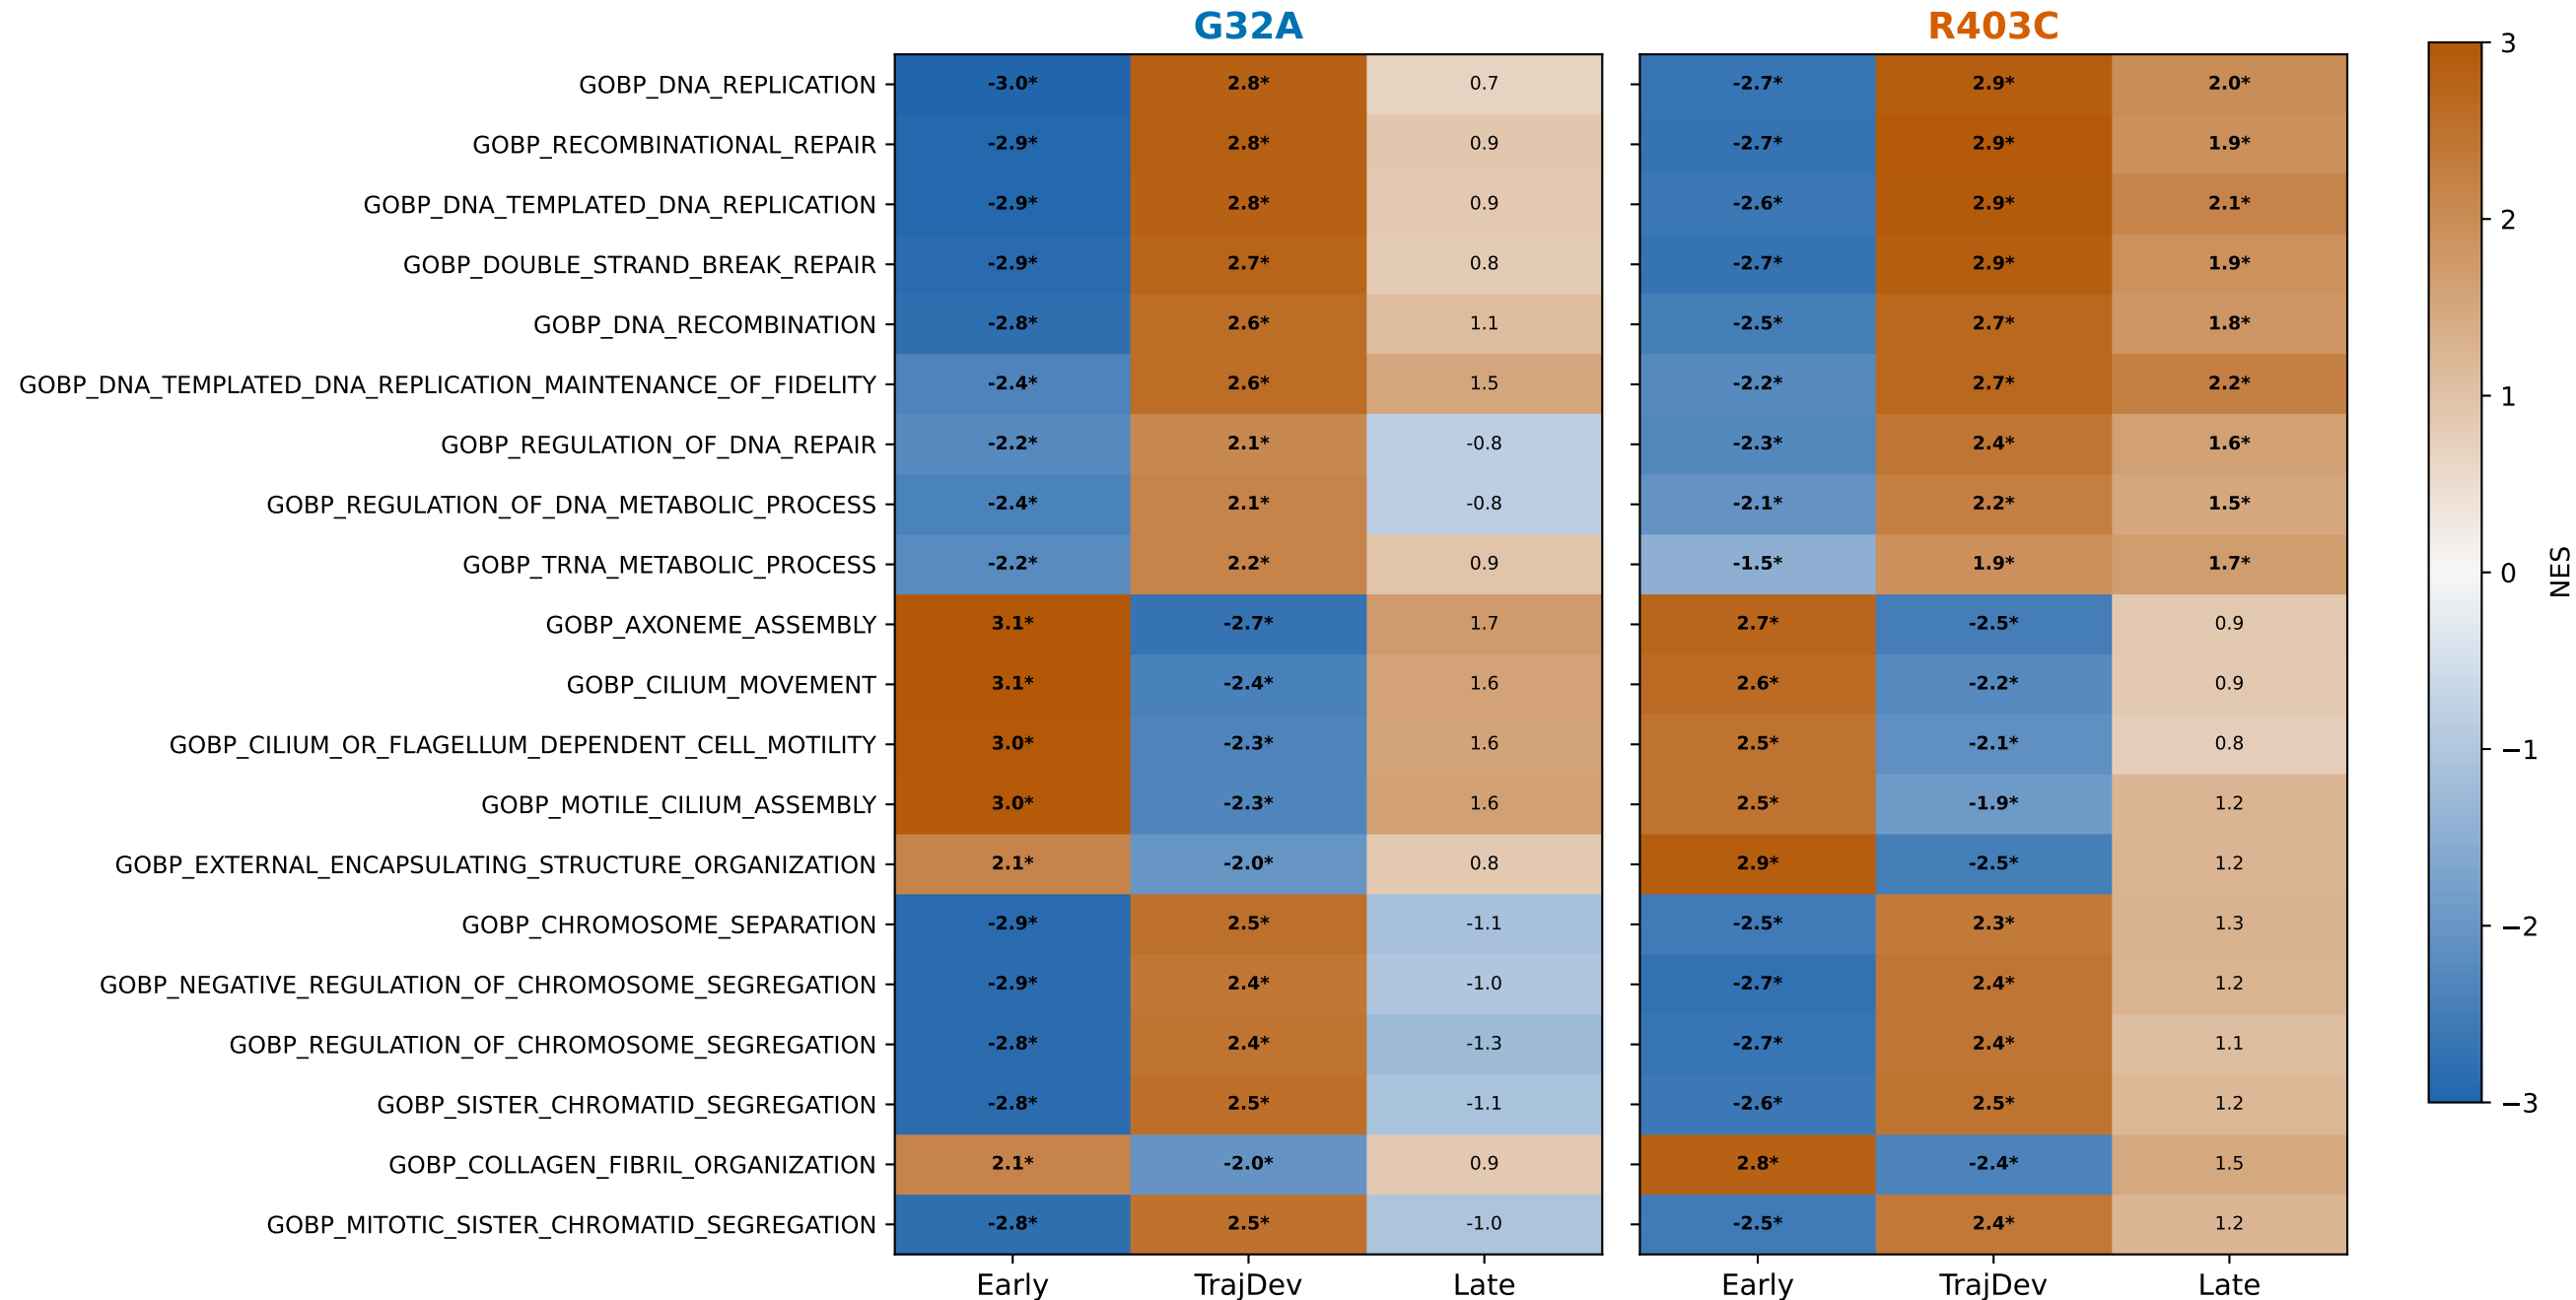 G32A R403C
GOBP_DNA_REPLICATION -3.0* 2.8* 0.7 -2.7* 2.9* 2.0*
GOBP_RECOMBINATIONAL_REPAIR -2.9* 2.8* 0.9 -2.7* 2.9* 1.9*
GOBP_DNA_TEMPLATED_DNA_REPLICATION -2.9* 2.8* 0.9 -2.6* 2.9* 2.1*
GOBP_DOUBLE_STRAND_BREAK_REPAIR -2.9* 2.7* 0.8 -2.7* 2.9* 1.9*
GOBP_DNA_RECOMBINATION -2.8* 2.6* 1.1 -2.5* 2.7* 1.8*
GOBP_DNA_TEMPLATED_DNA_REPLICATION_MAINTENANCE_OF_FIDELITY -2.4* 2.6* 1.5 -2.2* 2.7* 2.2*
GOBP_REGULATION_OF_DNA_REPAIR -2.2* 2.1* -0.8 -2.3* 2.4* 1.6*
GOBP_REGULATION_OF_DNA_METABOLIC_PROCESS -2.4* 2.1* -0.8 -2.1* 2.2* 1.5*
GOBP_TRNA_METABOLIC_PROCESS -2.2* 2.2* 0.9 -1.5* 1.9* 1.7*
GOBP_AXONEME_ASSEMBLY 3.1* -2.7* 1.7 2.7* -2.5* 0.9
GOBP_CILIUM_MOVEMENT 3.1* -2.4* 1.6 2.6* -2.2* 0.9
GOBP_CILIUM_OR_FLAGELLUM_DEPENDENT_CELL_MOTILITY 3.0* -2.3* 1.6 2.5* -2.1* 0.8
GOBP_MOTILE_CILIUM_ASSEMBLY 3.0* -2.3* 1.6 2.5* -1.9* 1.2
GOBP_EXTERNAL_ENCAPSULATING_STRUCTURE_ORGANIZATION 2.1* -2.0* 0.8 2.9* -2.5* 1.2
GOBP_CHROMOSOME_SEPARATION -2.9* 2.5* -1.1 -2.5* 2.3* 1.3
GOBP_NEGATIVE_REGULATION_OF_CHROMOSOME_SEGREGATION -2.9* 2.4* -1.0 -2.7* 2.4* 1.2
GOBP_REGULATION_OF_CHROMOSOME_SEGREGATION -2.8* 2.4* -1.3 -2.7* 2.4* 1.1
GOBP_SISTER_CHROMATID_SEGREGATION -2.8* 2.5* -1.1 -2.6* 2.5* 1.2
GOBP_COLLAGEN_FIBRIL_ORGANIZATION 2.1* -2.0* 0.9 2.8* -2.4* 1.5
GOBP_MITOTIC_SISTER_CHROMATID_SEGREGATION -2.8* 2.5* -1.0 -2.5* 2.4* 1.2
Early TrajDev Late Early TrajDev Late
3
2
1
0
−1
−2
−3
NES